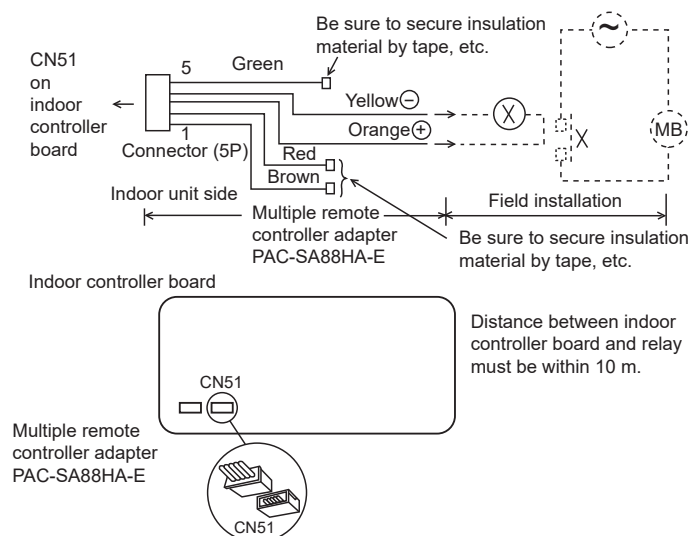 Be sure to secure insulation
material by tape, etc.
CN51
on
indoor
controller
board
5
Green
Yellow⊖
Orange⊕
X
X
~
MB
1
Connector (5P)
Red
Brown
Indoor unit side
Multiple remote
controller adapter
PAC-SA88HA-E
Field installation
Be sure to secure insulation
material by tape, etc.
Indoor controller board
CN51
Distance between indoor
controller board and relay
must be within 10 m.
Multiple remote
controller adapter
PAC-SA88HA-E
CN51